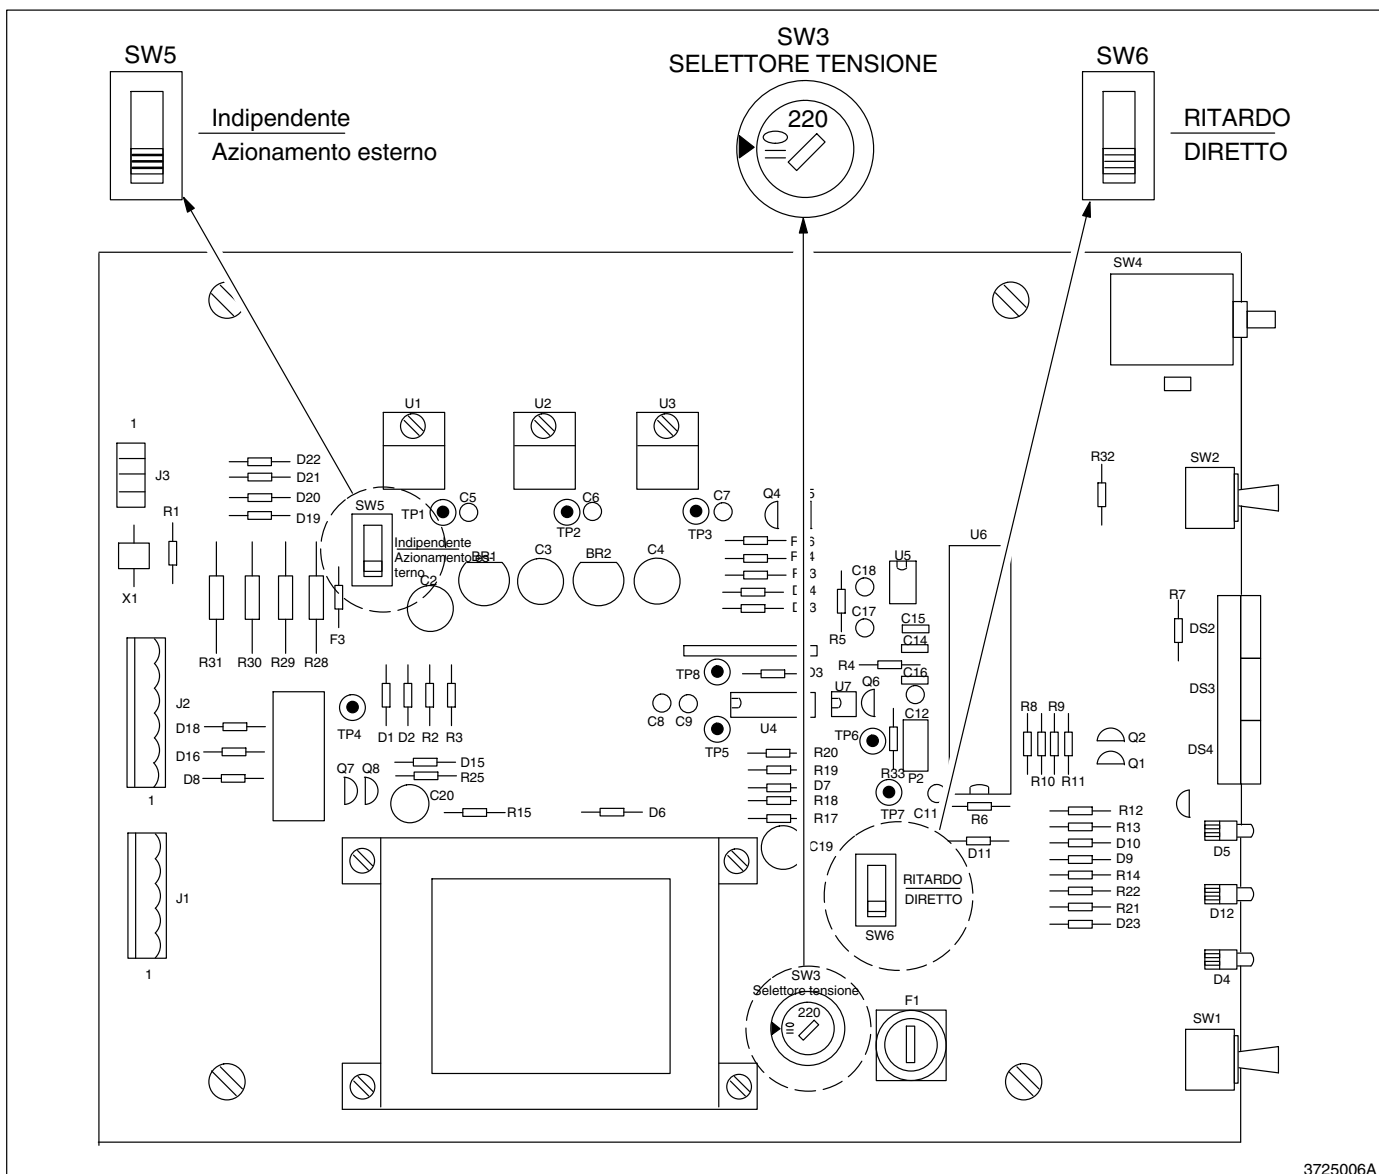 SW5
Indipendente
Azionamento esterno
SW3
SELETTORE TENSIONE
220
SW6
RITARDO
DIRETTO
SW4
U1
U2
U3
1
J3
D22
D21
D20
D19
R1
X1
SW5
Indipendente
Azionamento es-
terno
TP1
C5
TP2
C6
TP3
C7
Q4
R32
SW2
BR1
C3
BR2
C4
C2
U5
U6
C18
C17
C15
C14
C16
R5
R4
R7
DS2
DS3
DS4
R31
R30
R29
R28
F3
J2
D18
D16
D8
1
TP4
D1
D2
R2
R3
TP8
C8
C9
U4
TP5
U7
Q6
C12
TP6
R33
P2
TP7
C11
R8
R9
R10
R11
Q2
Q1
Q7
Q8
D15
R25
C20
R15
D6
R20
R19
D7
R18
R17
R6
D11
R12
R13
D10
D9
R14
R22
R21
D23
D5
D12
D4
J1
1
RITARDO
DIRETTO
SW6
SW3
Selettore tensione
220
F1
SW1
3725006A